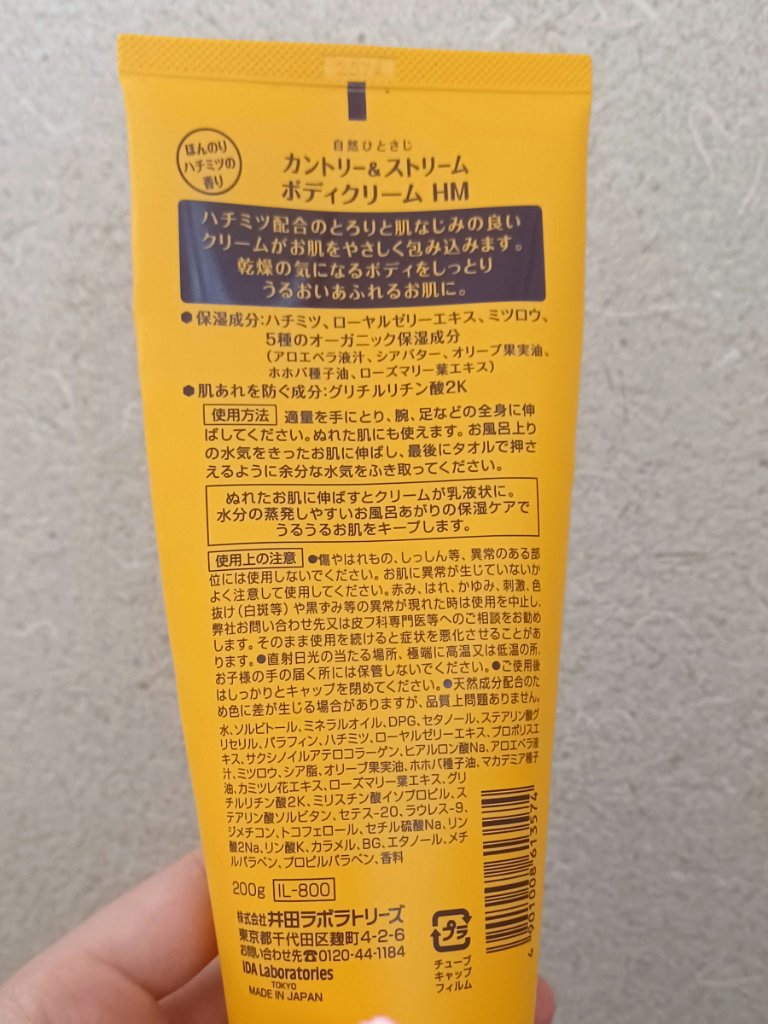 ほんのり
ハチミツの
香り
自然ひとさじ
カントリー&ストリーム
ボディクリーム HM
ハチミツ配合のとろりと肌なじみの良い
クリームがお肌をやさしく包み込みます。
乾燥の気になるボディをしっとり
うるおいあふれるお肌に。
●保湿成分:ハチミツ、ローヤルゼリーエキス、ミツロウ、
5種のオーガニック保湿成分
(アロエベラ液汁、シアバター、オリーブ果実油、
ホホバ種子油、ローズマリー葉エキス)
●肌あれを防ぐ成分:グリチルリチン酸2K
使用方法 適量を手にとり、腕、足などの全身に伸
ばしてください。ぬれた肌にも使えます。お風呂上り
の水気をきったお肌に伸ばし、最後にタオルで押さ
えるように余分な水気をふき取ってください。
ぬれたお肌に伸ばすとクリームが乳液状に。
水分の蒸発しやすいお風呂あがりの保湿ケアで
うるうるお肌をキープします。
使用上の注意 ●傷やはれもの、しっしん等、異常のある部
位には使用しないでください。お肌に異常が生じていないか
よく注意して使用してください。赤み、はれ、かゆみ、刺激、色
抜け(白斑等)や黒ずみ等の異常が現れた時は使用を中止し、
弊社お問い合わせ先又は皮フ科専門医等へのご相談をお勧め
します。そのまま使用を続けると症状を悪化させることがあ
ります。●直射日光の当たる場所、極端に高温又は低温の所、
お子様の手の届く所には保管しないでください。●ご使用後
はしっかりとキャップを閉めてください。●天然成分配合のた
め色に差が生じる場合がありますが、品質上問題ありません。
水、ソルビトール、ミネラルオイル、DPG、セタノール、ステアリン酸グ
リセリル、パラフィン、ハチミツ、ローヤルゼリーエキス、プロポリスエ
キス、サクシノイルアテロコラーゲン、ヒアルロン酸Na、アロエベラ液
汁、ミツロウ、シア脂、オリーブ果実油、ホホバ種子油、マカデミア種子
油、カミツレ花エキス、ローズマリー葉エキス、グリ
チルリチン酸2K、ミリスチン酸イソプロピル、ス
テアリン酸ソルビタン、セテス-20、ラウレス-9、
ジメチコン、トコフェロール、セチル硫酸Na、リン
酸2Na、リン酸K、カラメル、BG、エタノール、メチ
ルパラベン、プロピルパラベン、香料
200g IL-800
株式会社 井田ラボラトリーズ
東京都千代田区麹町4-2-6
お問い合わせ先☎0120-44-1184
IDA Laboratories
TOKYO
MADE IN JAPAN
プラ
チューブ
キャップ
フィルム
4 901008 613574